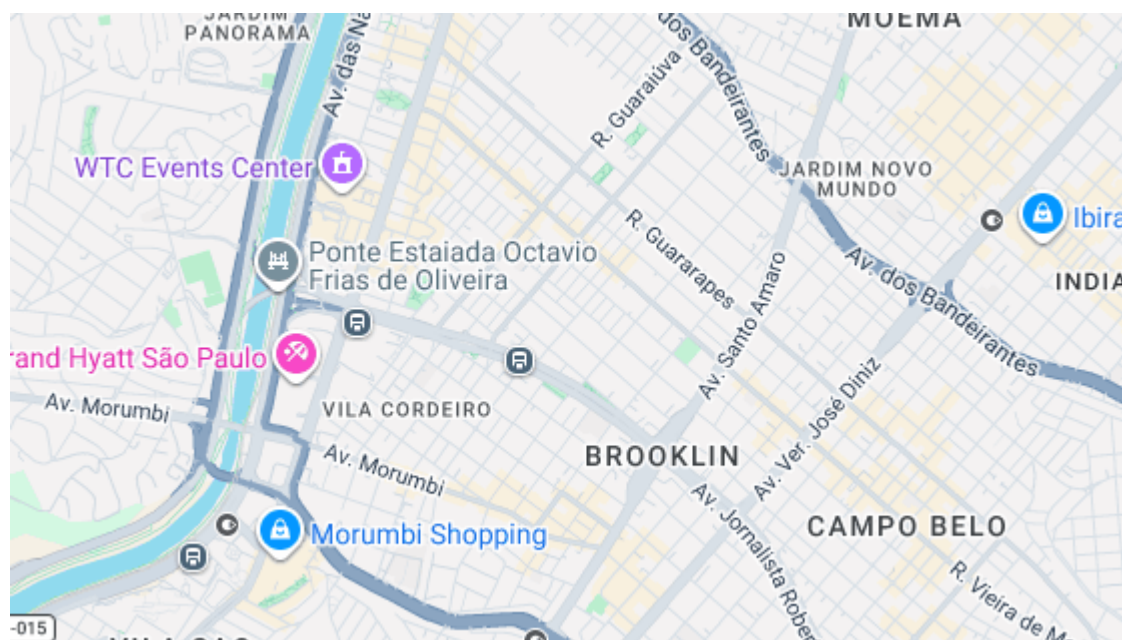 JARDIM
PANORAMA
MOEMA
Av. das Na
dos Bandeirantes
R. Guaraiúva
WTC Events Center
JARDIM NOVO
MUNDO
Ibira
R. Guararapes
Ponte Estaiada Octavio
Frias de Oliveira
Av. dos Bandeirantes
INDIA
Av. Santo Amaro
rand Hyatt São Paulo
Av. Morumbi
VILA CORDEIRO
Av. Ver. José Diniz
BROOKLIN
Av. Morumbi
Av. Jornalista Rober
CAMPO BELO
Morumbi Shopping
R. Vieira de M
-015